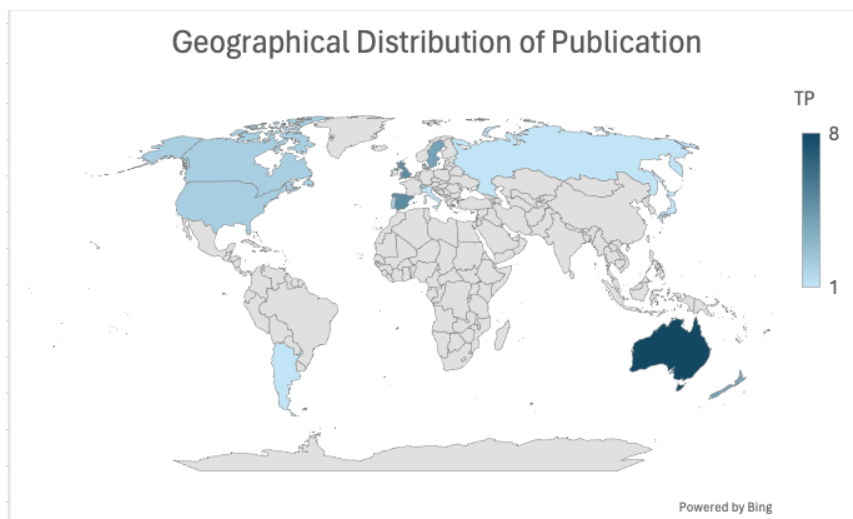 Geographical Distribution of Publication
TP
8
1
Powered by Bing